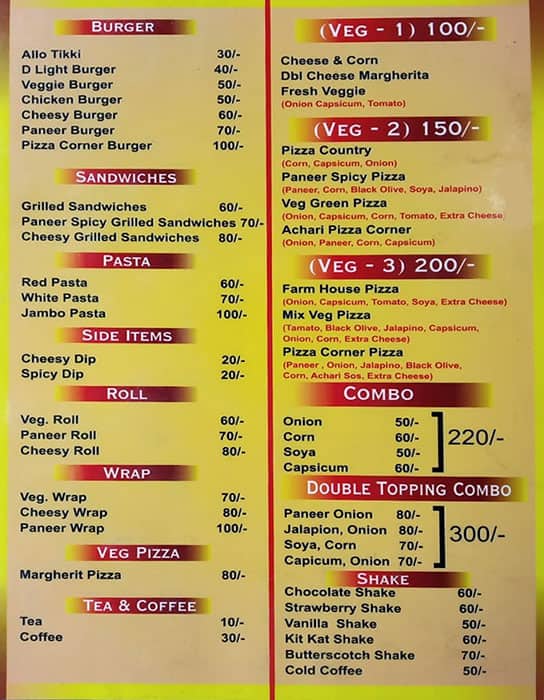 BURGER
Allo Tikki 30/-
D Light Burger 40/-
Veggie Burger 50/-
Chicken Burger 50/-
Cheesy Burger 60/-
Paneer Burger 70/-
Pizza Corner Burger 100/-
SANDWICHES
Grilled Sandwiches 60/-
Paneer Spicy Grilled Sandwiches 70/-
Cheesy Grilled Sandwiches 80/-
PASTA
Red Pasta 60/-
White Pasta 70/-
Jambo Pasta 100/-
SIDE ITEMS
Cheesy Dip 20/-
Spicy Dip 20/-
ROLL
Veg. Roll 60/-
Paneer Roll 70/-
Cheesy Roll 80/-
WRAP
Veg. Wrap 70/-
Cheesy Wrap 80/-
Paneer Wrap 100/-
VEG PIZZA
Margherit Pizza 80/-
TEA & COFFEE
Tea 10/-
Coffee 30/-
(VEG - 1) 100/-
Cheese & Corn
Dbl Cheese Margherita
Fresh Veggie
(Onion Capsicum, Tomato)
(VEG - 2) 150/-
Pizza Country
(Corn, Capsicum, Onion)
Paneer Spicy Pizza
(Paneer, Corn, Black Olive, Soya, Jalapino)
Veg Green Pizza
(Onion, Capsicum, Corn, Tomato, Extra Cheese)
Achari Pizza Corner
(Onion, Paneer, Corn, Capsicum)
(VEG - 3) 200/-
Farm House Pizza
(Onion, Capsicum, Tomato, Soya, Extra Cheese)
Mix Veg Pizza
(Tamato, Black Olive, Jalapino, Capsicum,
Onion, Corn, Extra Cheese)
Pizza Corner Pizza
(Paneer , Onion, Jalapino, Black Olive,
Corn, Achari Sos, Extra Cheese)
COMBO
Onion 50/-
Corn 60/-
Soya 50/-
Capsicum 60/-
220/-
DOUBLE TOPPING COMBO
Paneer Onion 80/-
Jalapion, Onion 80/-
Soya, Corn 70/-
Capicum, Onion 70/-
300/-
SHAKE
Chocolate Shake 60/-
Strawberry Shake 60/-
Vanilla Shake 50/-
Kit Kat Shake 60/-
Butterscotch Shake 70/-
Cold Coffee 50/-